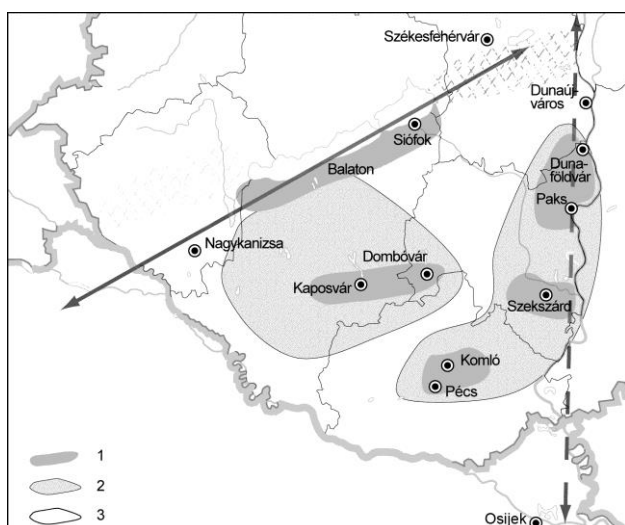 Székesfehérvár
Dunaúj-
város
Siófok
Duna-
földvár
Balaton
Paks
Nagykanizsa
Dombóvár
Kaposvár
Szekszárd
Komló
Pécs
1
2
3
Osijek